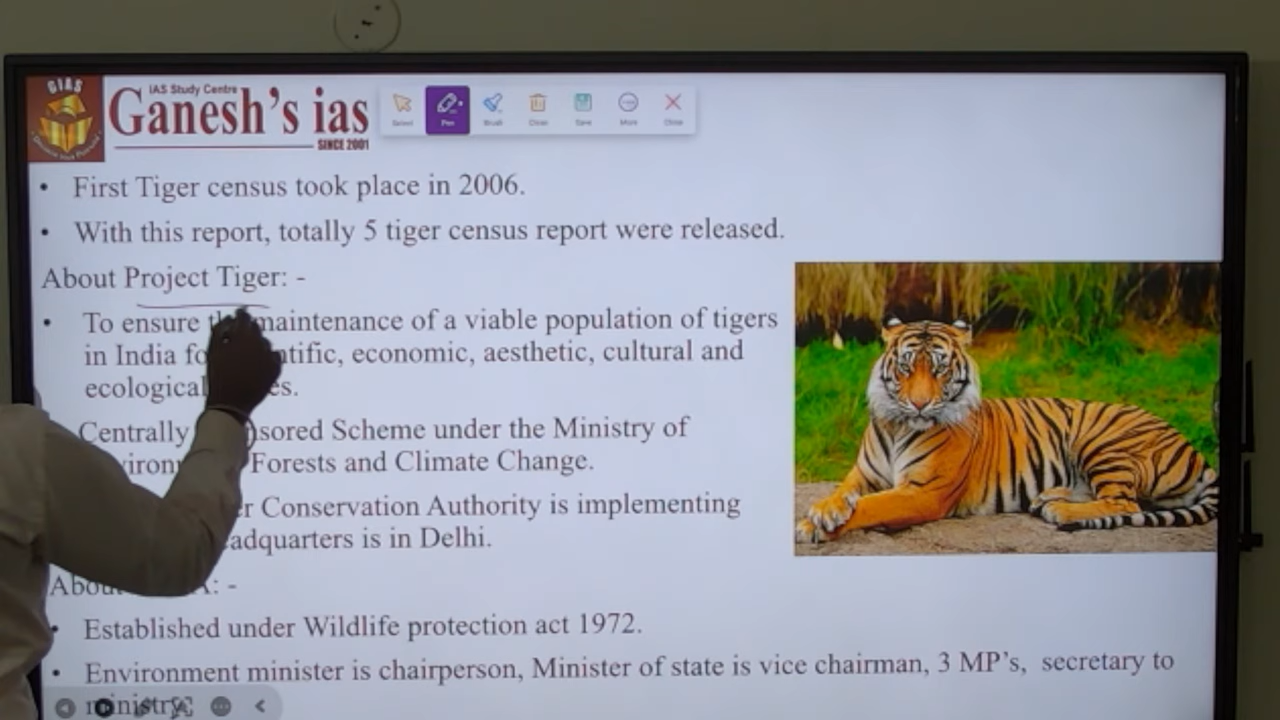 GIAS
IAS Study Centre
Ganesh's ias
SINCE 2001
Select Pen Brush Clear Save More Close
• First Tiger census took place in 2006.
• With this report, totally 5 tiger census report were released.
About Project Tiger: -
• To ensure maintenance of a viable population of tigers
in India economic, aesthetic, cultural and
ecological
Centrally sored Scheme under the Ministry of
Forests and Climate Change.
Conservation Authority is implementing
adquarters is in Delhi.
: -
• Established under Wildlife protection act 1972.
• Environment minister is chairperson, Minister of state is vice chairman, 3 MP's, secretary to
ministry